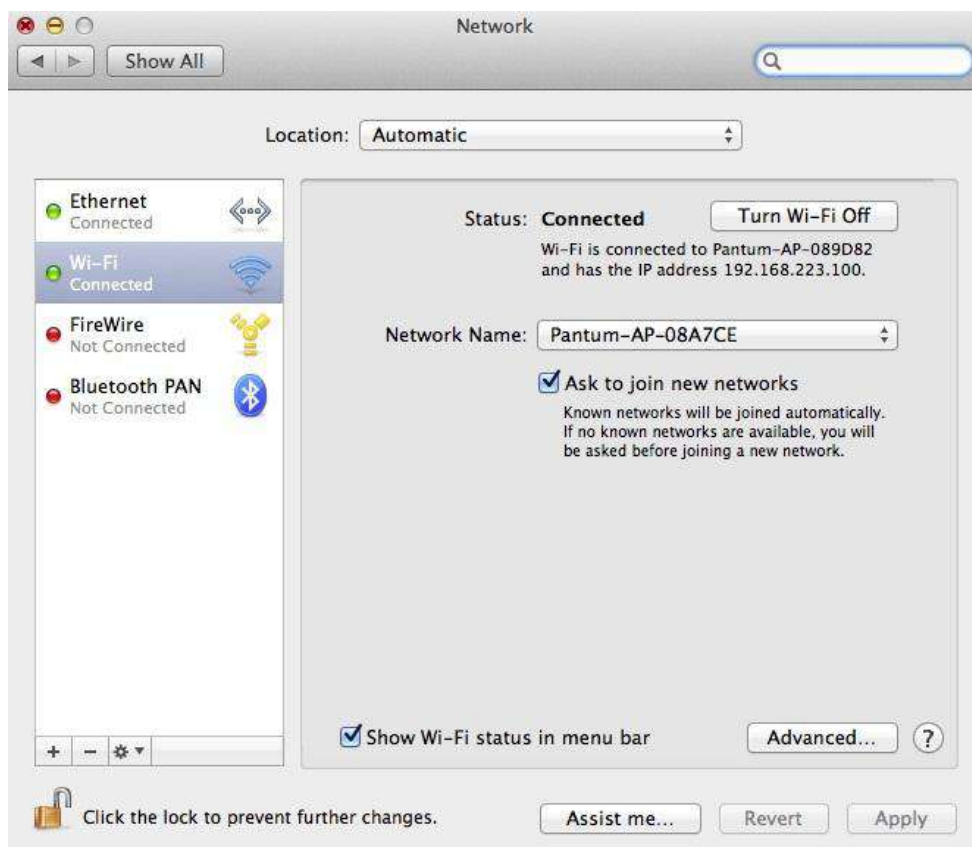 Network
Show All
Location: Automatic
Ethernet
Connected
Wi-Fi
Connected
FireWire
Not Connected
Bluetooth PAN
Not Connected
Status: Connected Turn Wi-Fi Off
Wi-Fi is connected to Pantum-AP-089D82
and has the IP address 192.168.223.100.
Network Name: Pantum-AP-08A7CE
Ask to join new networks
Known networks will be joined automatically.
If no known networks are available, you will
be asked before joining a new network.
Show Wi-Fi status in menu bar Advanced... ?
Click the lock to prevent further changes. Assist me... Revert Apply